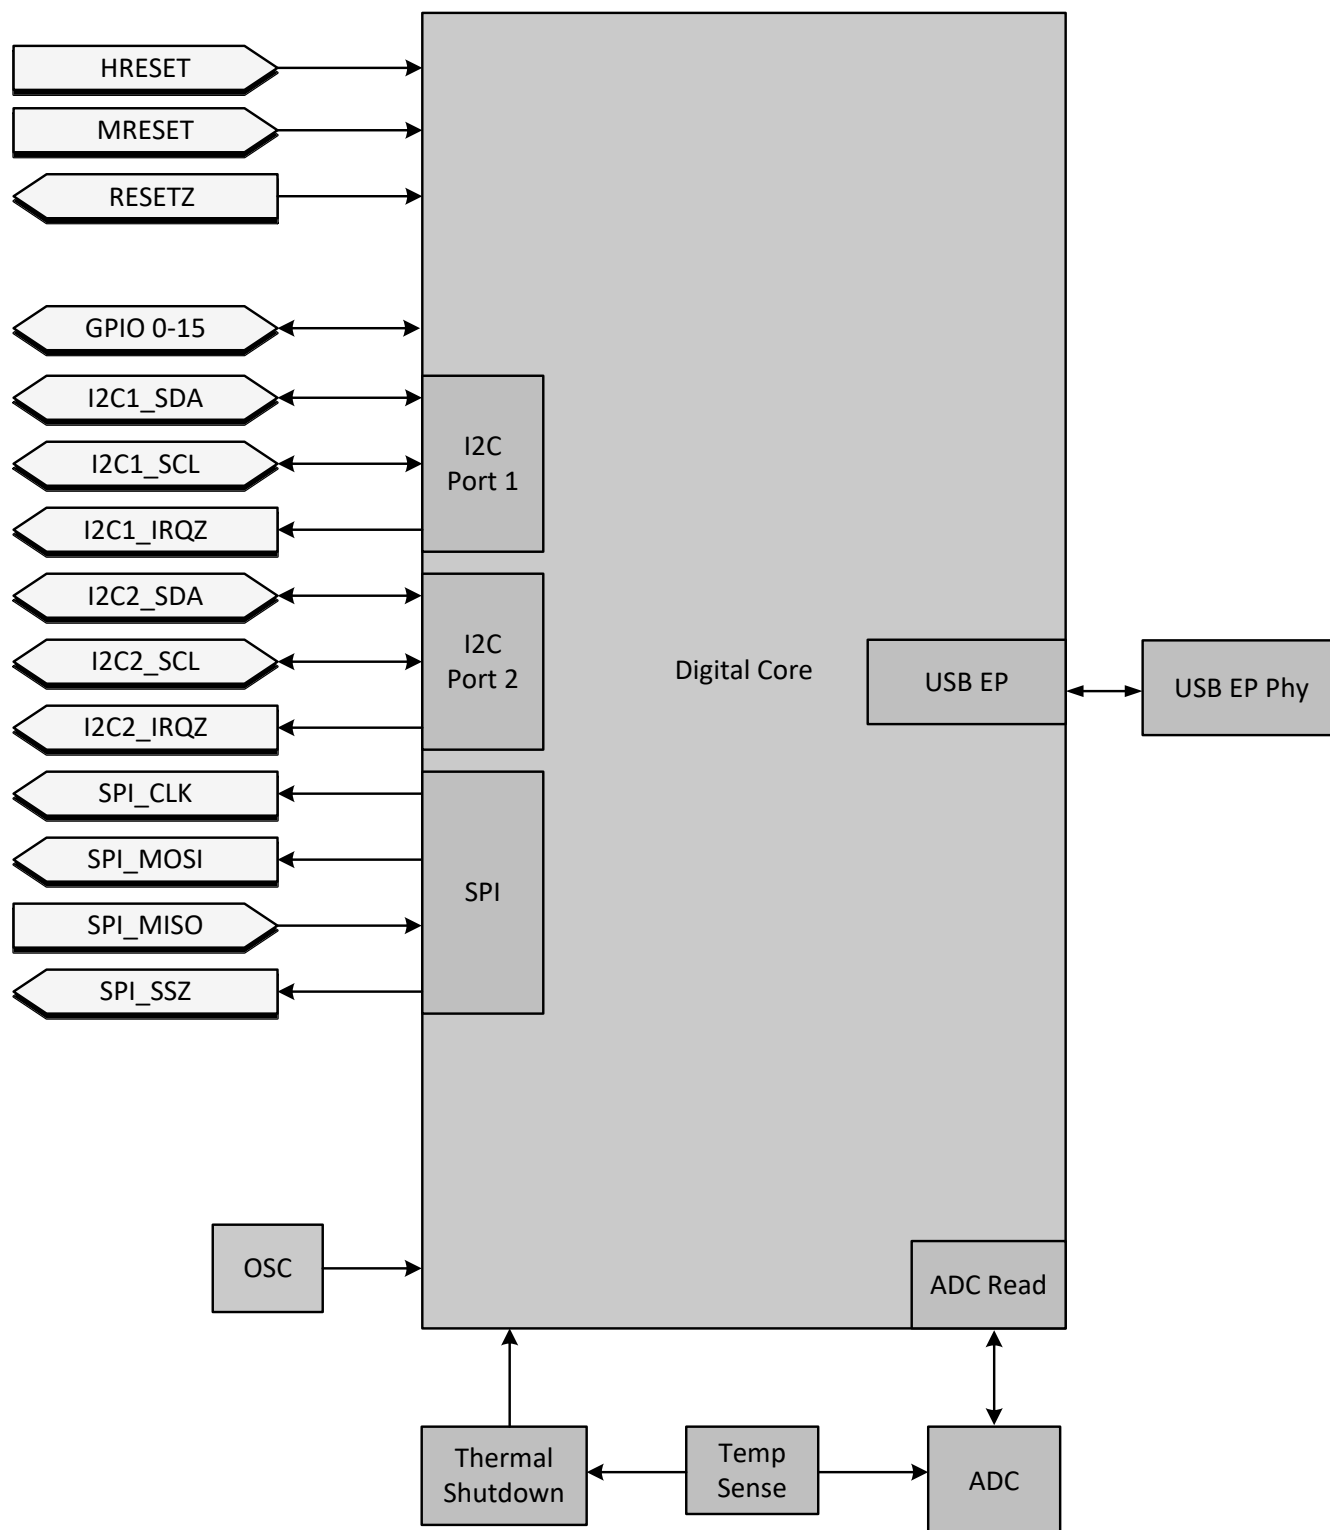 HRESET
MRESET
RESETZ
GPIO 0-15
I2C1_SDA
I2C1_SCL
I2C1_IRQZ
I2C
Port 1
I2C2_SDA
I2C2_SCL
I2C2_IRQZ
I2C
Port 2
Digital Core
USB EP
USB EP Phy
SPI_CLK
SPI_MOSI
SPI_MISO
SPI_SSZ
SPI
OSC
ADC Read
Thermal
Shutdown
Temp
Sense
ADC